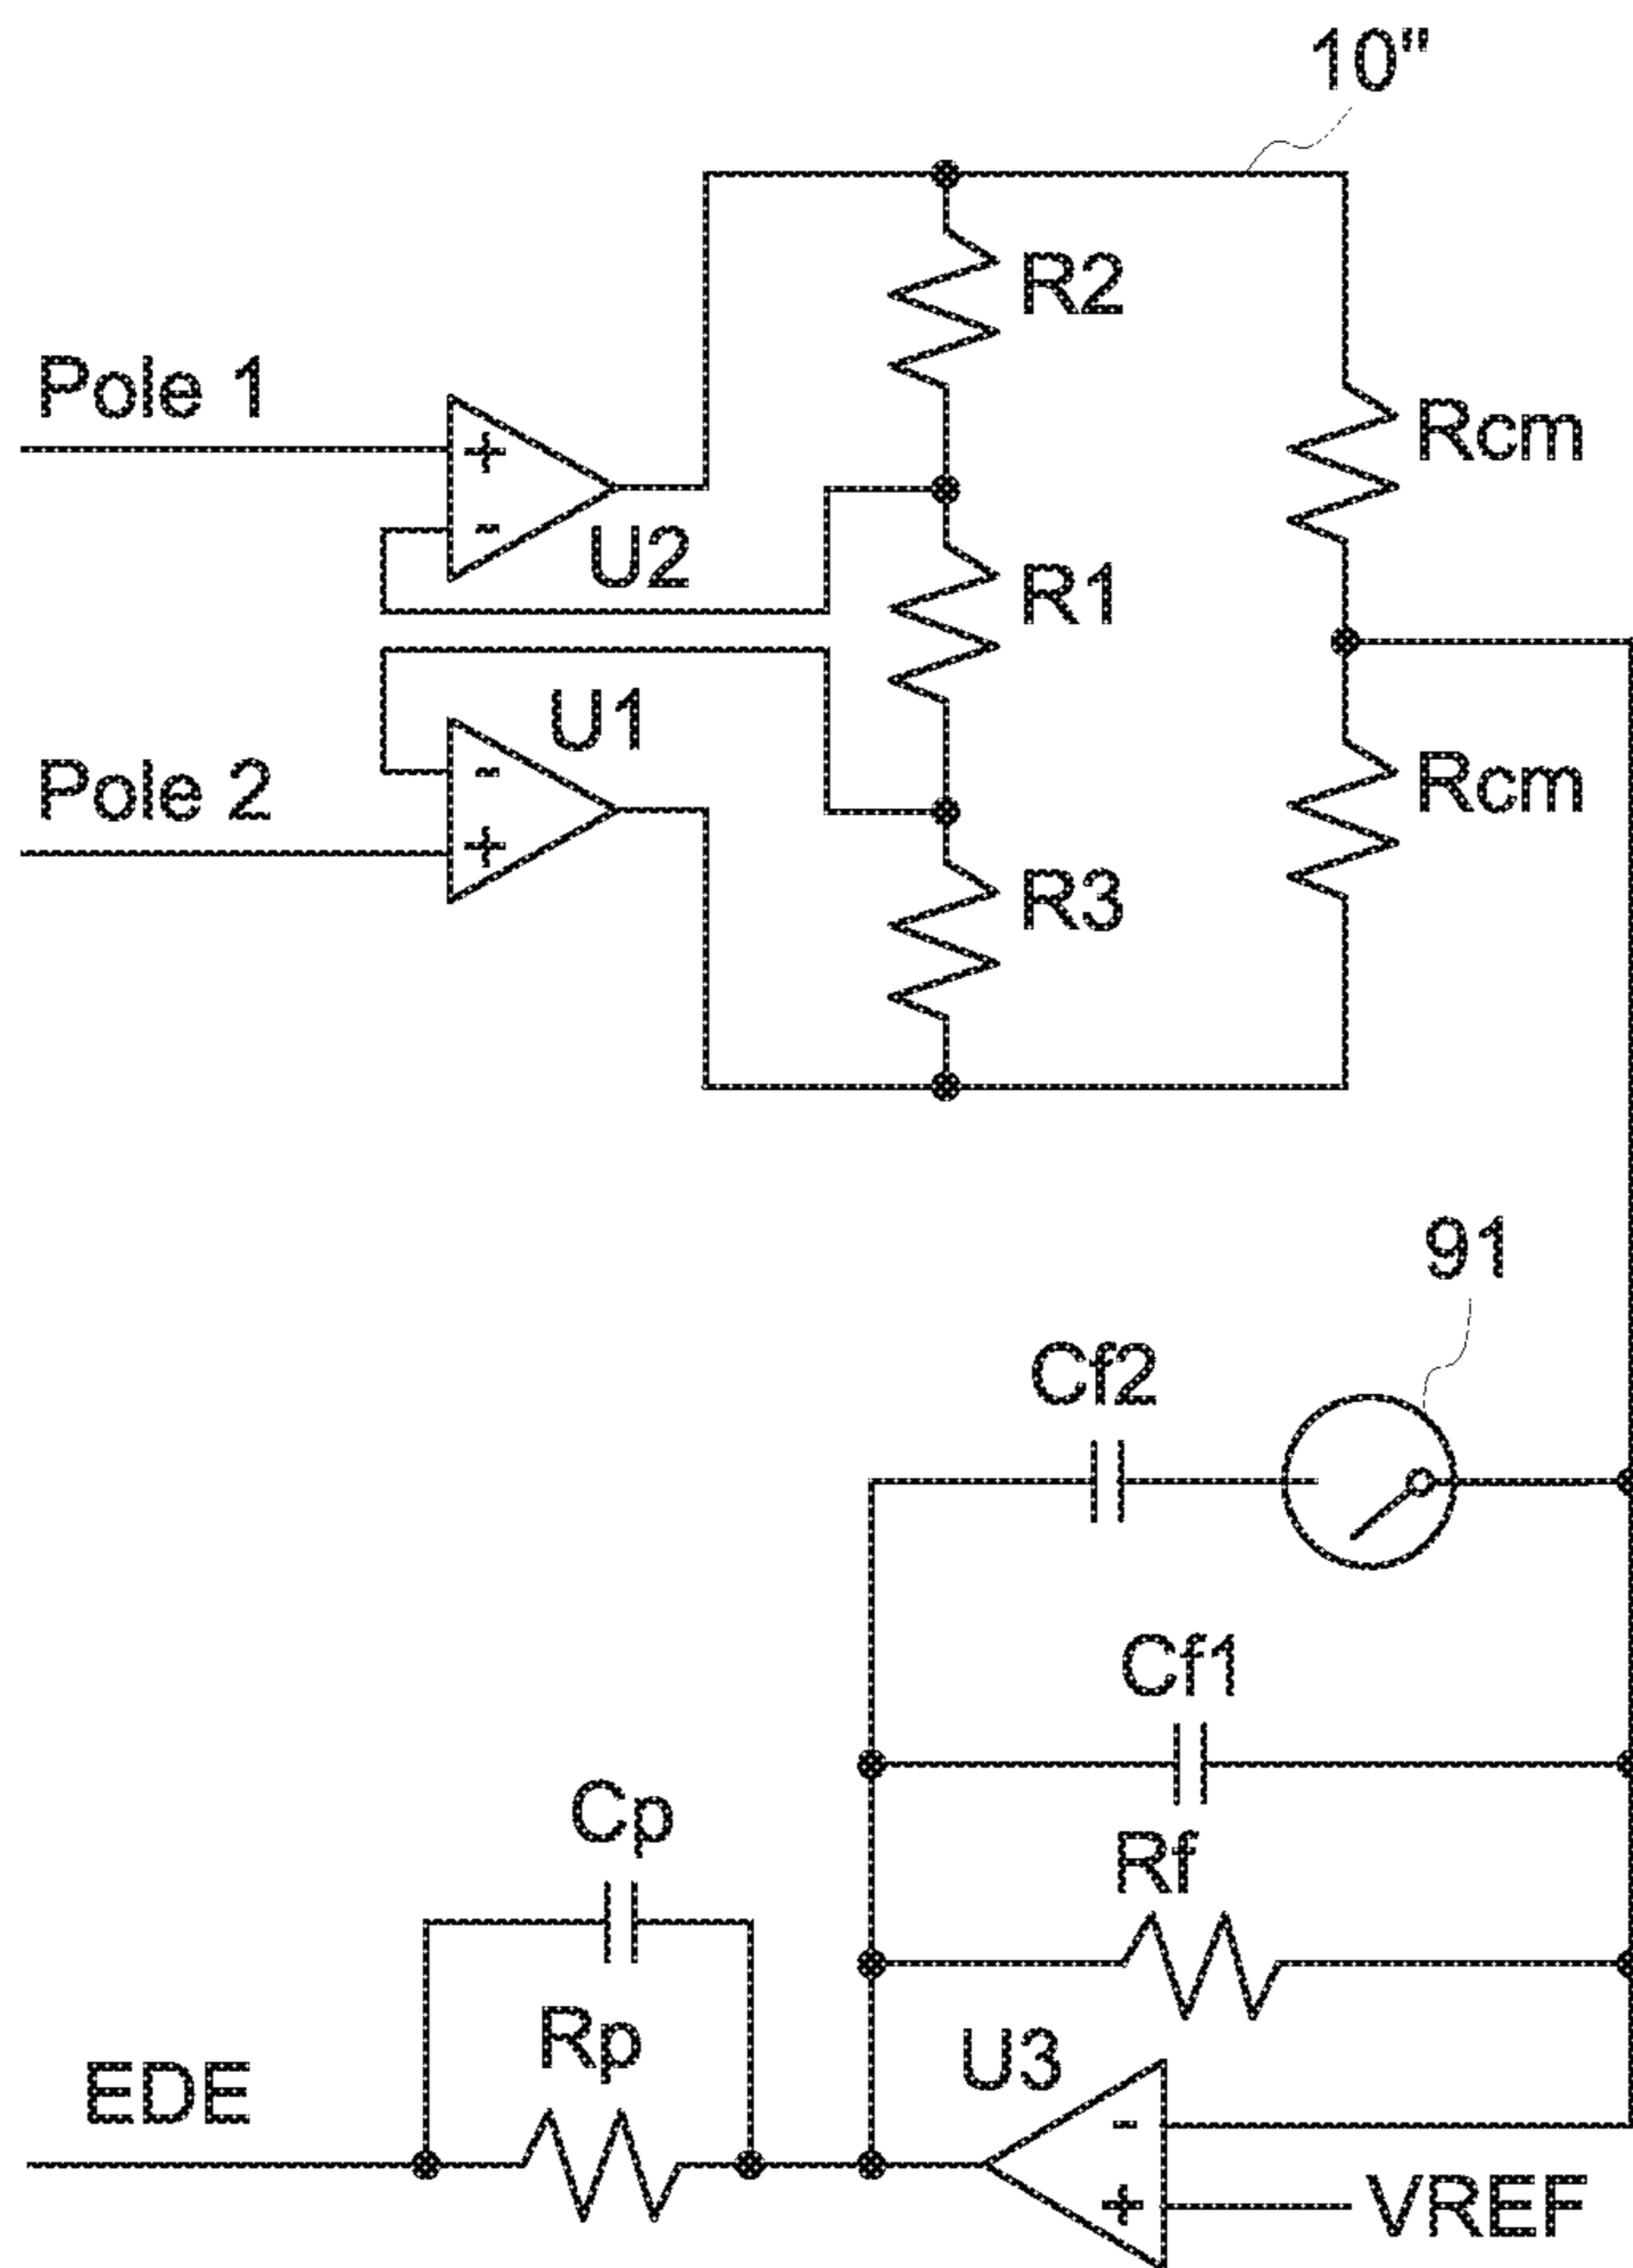 10"
R2
Pole 1
+
-
Rcm
U2
R1
U1
Pole 2
-
+
Rcm
R3
91
Cf2
Cf1
Cp
Rf
Rp
U3
EDE
-
+
VREF